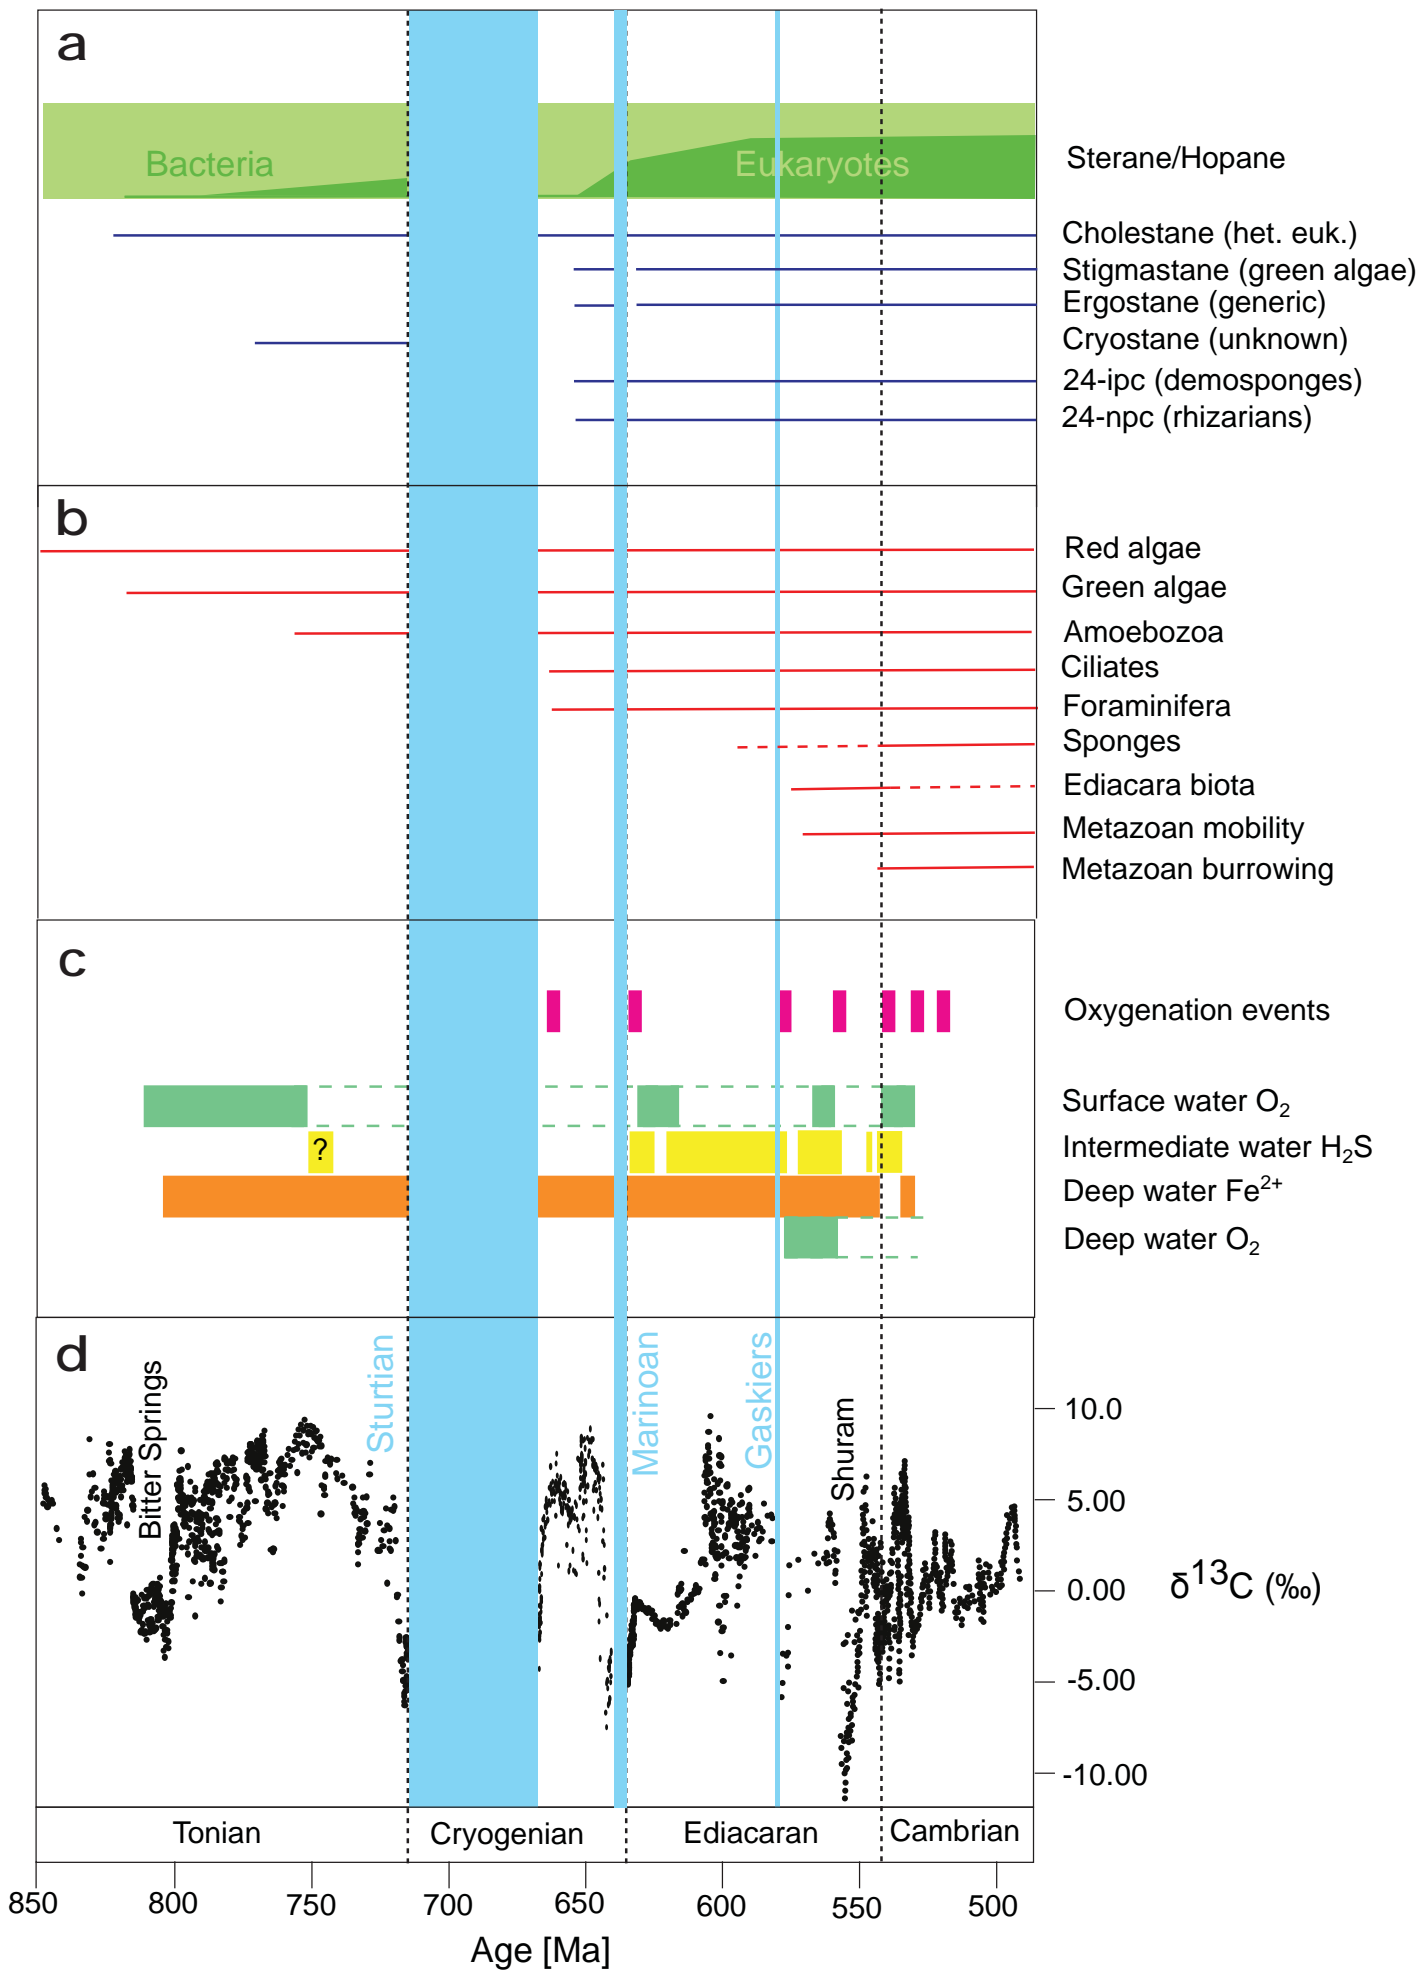 a
Bacteria
Eukaryotes
Sterane/Hopane
Cholestane (het. euk.)
Stigmastane (green algae)
Ergostane (generic)
Cryostane (unknown)
24-ipc (demosponges)
24-npc (rhizarians)
b
Red algae
Green algae
Amoebozoa
Ciliates
Foraminifera
Sponges
Ediacara biota
Metazoan mobility
Metazoan burrowing
c
Oxygenation events
Surface water O₂
?
Intermediate water H₂S
Deep water Fe²⁺
Deep water O₂
d
Bitter Springs
Sturtian
Marinoan
Gaskiers
Shuram
10.0
5.00
0.00
-5.00
-10.00
δ¹³C (‰)
Tonian
Cryogenian
Ediacaran
Cambrian
850
800
750
700
650
600
550
500
Age [Ma]